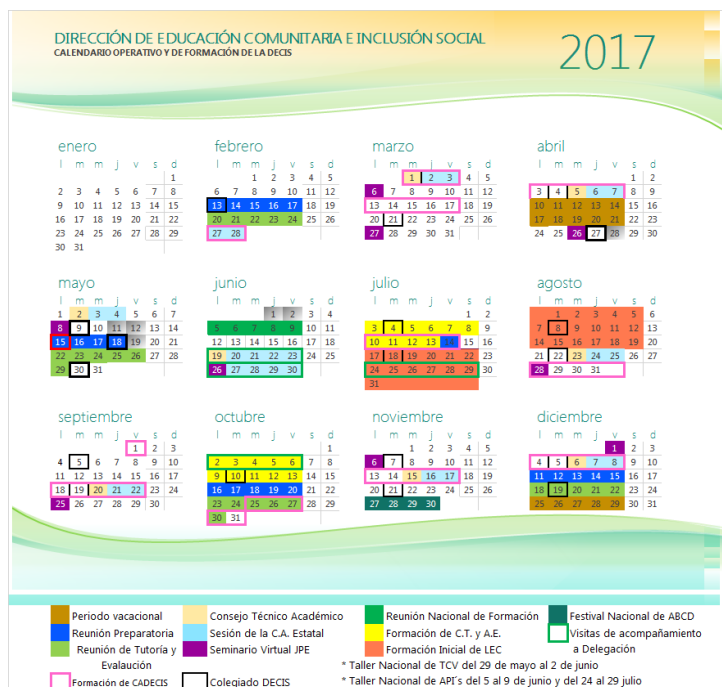 DIRECCIÓN DE EDUCACIÓN COMUNITARIA E INCLUSIÓN SOCIAL
CALENDARIO OPERATIVO Y DE FORMACIÓN DE LA DECIS
2017
enero
l m m j v s d
1
2 3 4 5 6 7 8
9 10 11 12 13 14 15
16 17 18 19 20 21 22
23 24 25 26 27 28 29
30 31
febrero
l m m j v s d
1 2 3 4 5
6 7 8 9 10 11 12
13 14 15 16 17 18 19
20 21 22 23 24 25 26
27 28
marzo
l m m j v s d
1 2 3 4 5
6 7 8 9 10 11 12
13 14 15 16 17 18 19
20 21 22 23 24 25 26
27 28 29 30 31
abril
l m m j v s d
1 2
3 4 5 6 7 8 9
10 11 12 13 14 15 16
17 18 19 20 21 22 23
24 25 26 27 28 29 30
mayo
l m m j v s d
1 2 3 4 5 6 7
8 9 10 11 12 13 14
15 16 17 18 19 20 21
22 23 24 25 26 27 28
29 30 31
junio
l m m j v s d
1 2 3 4
5 6 7 8 9 10 11
12 13 14 15 16 17 18
19 20 21 22 23 24 25
26 27 28 29 30
julio
l m m j v s d
1 2
3 4 5 6 7 8 9
10 11 12 13 14 15 16
17 18 19 20 21 22 23
24 25 26 27 28 29 30
31
agosto
l m m j v s d
1 2 3 4 5 6
7 8 9 10 11 12 13
14 15 16 17 18 19 20
21 22 23 24 25 26 27
28 29 30 31
septiembre
l m m j v s d
1 2 3
4 5 6 7 8 9 10
11 12 13 14 15 16 17
18 19 20 21 22 23 24
25 26 27 28 29 30
octubre
l m m j v s d
1
2 3 4 5 6 7 8
9 10 11 12 13 14 15
16 17 18 19 20 21 22
23 24 25 26 27 28 29
30 31
noviembre
l m m j v s d
1 2 3 4 5
6 7 8 9 10 11 12
13 14 15 16 17 18 19
20 21 22 23 24 25 26
27 28 29 30
diciembre
l m m j v s d
1 2 3
4 5 6 7 8 9 10
11 12 13 14 15 16 17
18 19 20 21 22 23 24
25 26 27 28 29 30 31
Periodo vacacional
Reunión Preparatoria
Reunión de Tutoría y
Evalaución
Formación de CADECIS
Consejo Técnico Académico
Sesión de la C.A. Estatal
Seminario Virtual JPE
Colegiado DECIS
Reunión Nacional de Formación
Formación de C.T. y A.E.
Formación Inicial de LEC
Festival Nacional de ABCD
Visitas de acompañamiento
a Delegación
* Taller Nacional de TCV del 29 de mayo al 2 de junio
* Taller Nacional de API´s del 5 al 9 de junio y del 24 al 29 julio